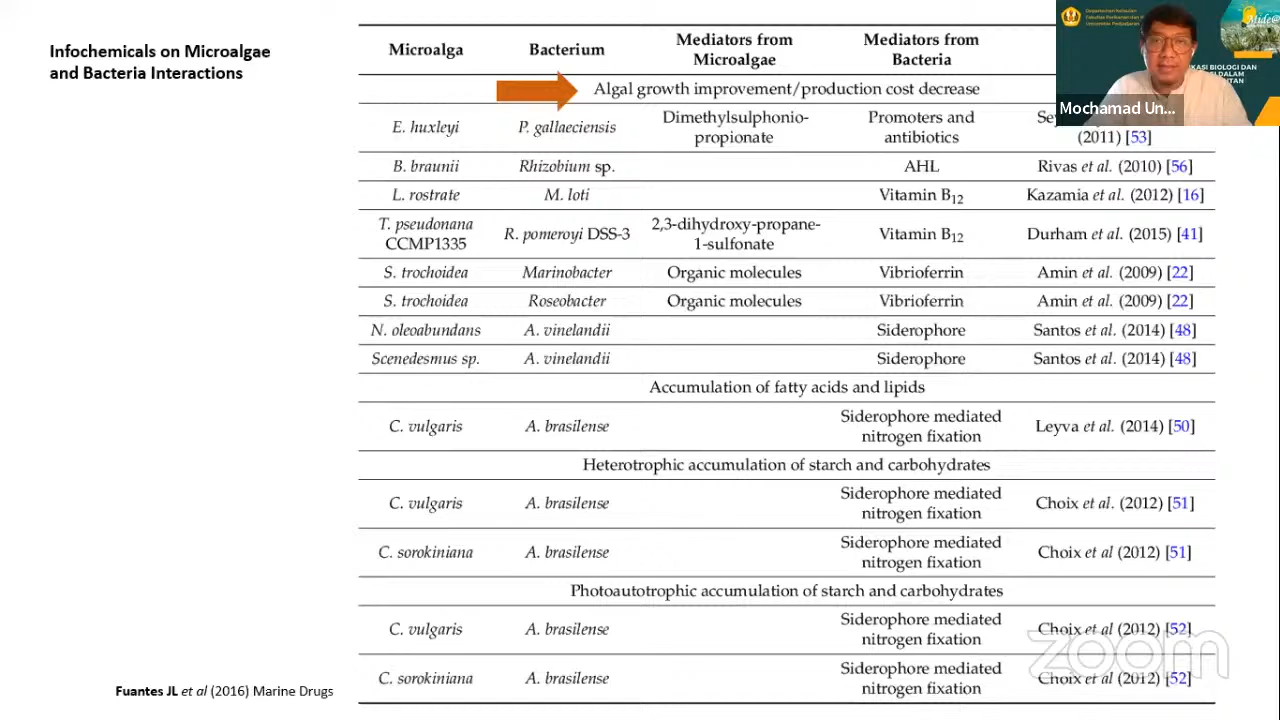 Infochemicals on Microalgae
and Bacteria Interactions
Microalga Bacterium Mediators from Microalgae Mediators from Bacteria
Algal growth improvement/production cost decrease
E. huxleyi P. gallaeciensis Dimethylsulphonio-propionate Promoters and antibiotics (2011) [53]
B. braunii Rhizobium sp. AHL Rivas et al. (2010) [56]
L. rostrate M. loti Vitamin B12 Kazamia et al. (2012) [16]
T. pseudonana CCMP1335 R. pomeroyi DSS-3 2,3-dihydroxy-propane-1-sulfonate Vitamin B12 Durham et al. (2015) [41]
S. trochoidea Marinobacter Organic molecules Vibrioferrin Amin et al. (2009) [22]
S. trochoidea Roseobacter Organic molecules Vibrioferrin Amin et al. (2009) [22]
N. oleoabundans A. vinelandii Siderophore Santos et al. (2014) [48]
Scenedesmus sp. A. vinelandii Siderophore Santos et al. (2014) [48]
Accumulation of fatty acids and lipids
C. vulgaris A. brasilense Siderophore mediated nitrogen fixation Leyva et al. (2014) [50]
Heterotrophic accumulation of starch and carbohydrates
C. vulgaris A. brasilense Siderophore mediated nitrogen fixation Choix et al. (2012) [51]
C. sorokiniana A. brasilense Siderophore mediated nitrogen fixation Choix et al (2012) [51]
Photoautotrophic accumulation of starch and carbohydrates
C. vulgaris A. brasilense Siderophore mediated nitrogen fixation Choix et al (2012) [52]
C. sorokiniana A. brasilense Siderophore mediated nitrogen fixation Choix et al (2012) [52]
Fuantes JL et al (2016) Marine Drugs
Mochamad Un...
zoom